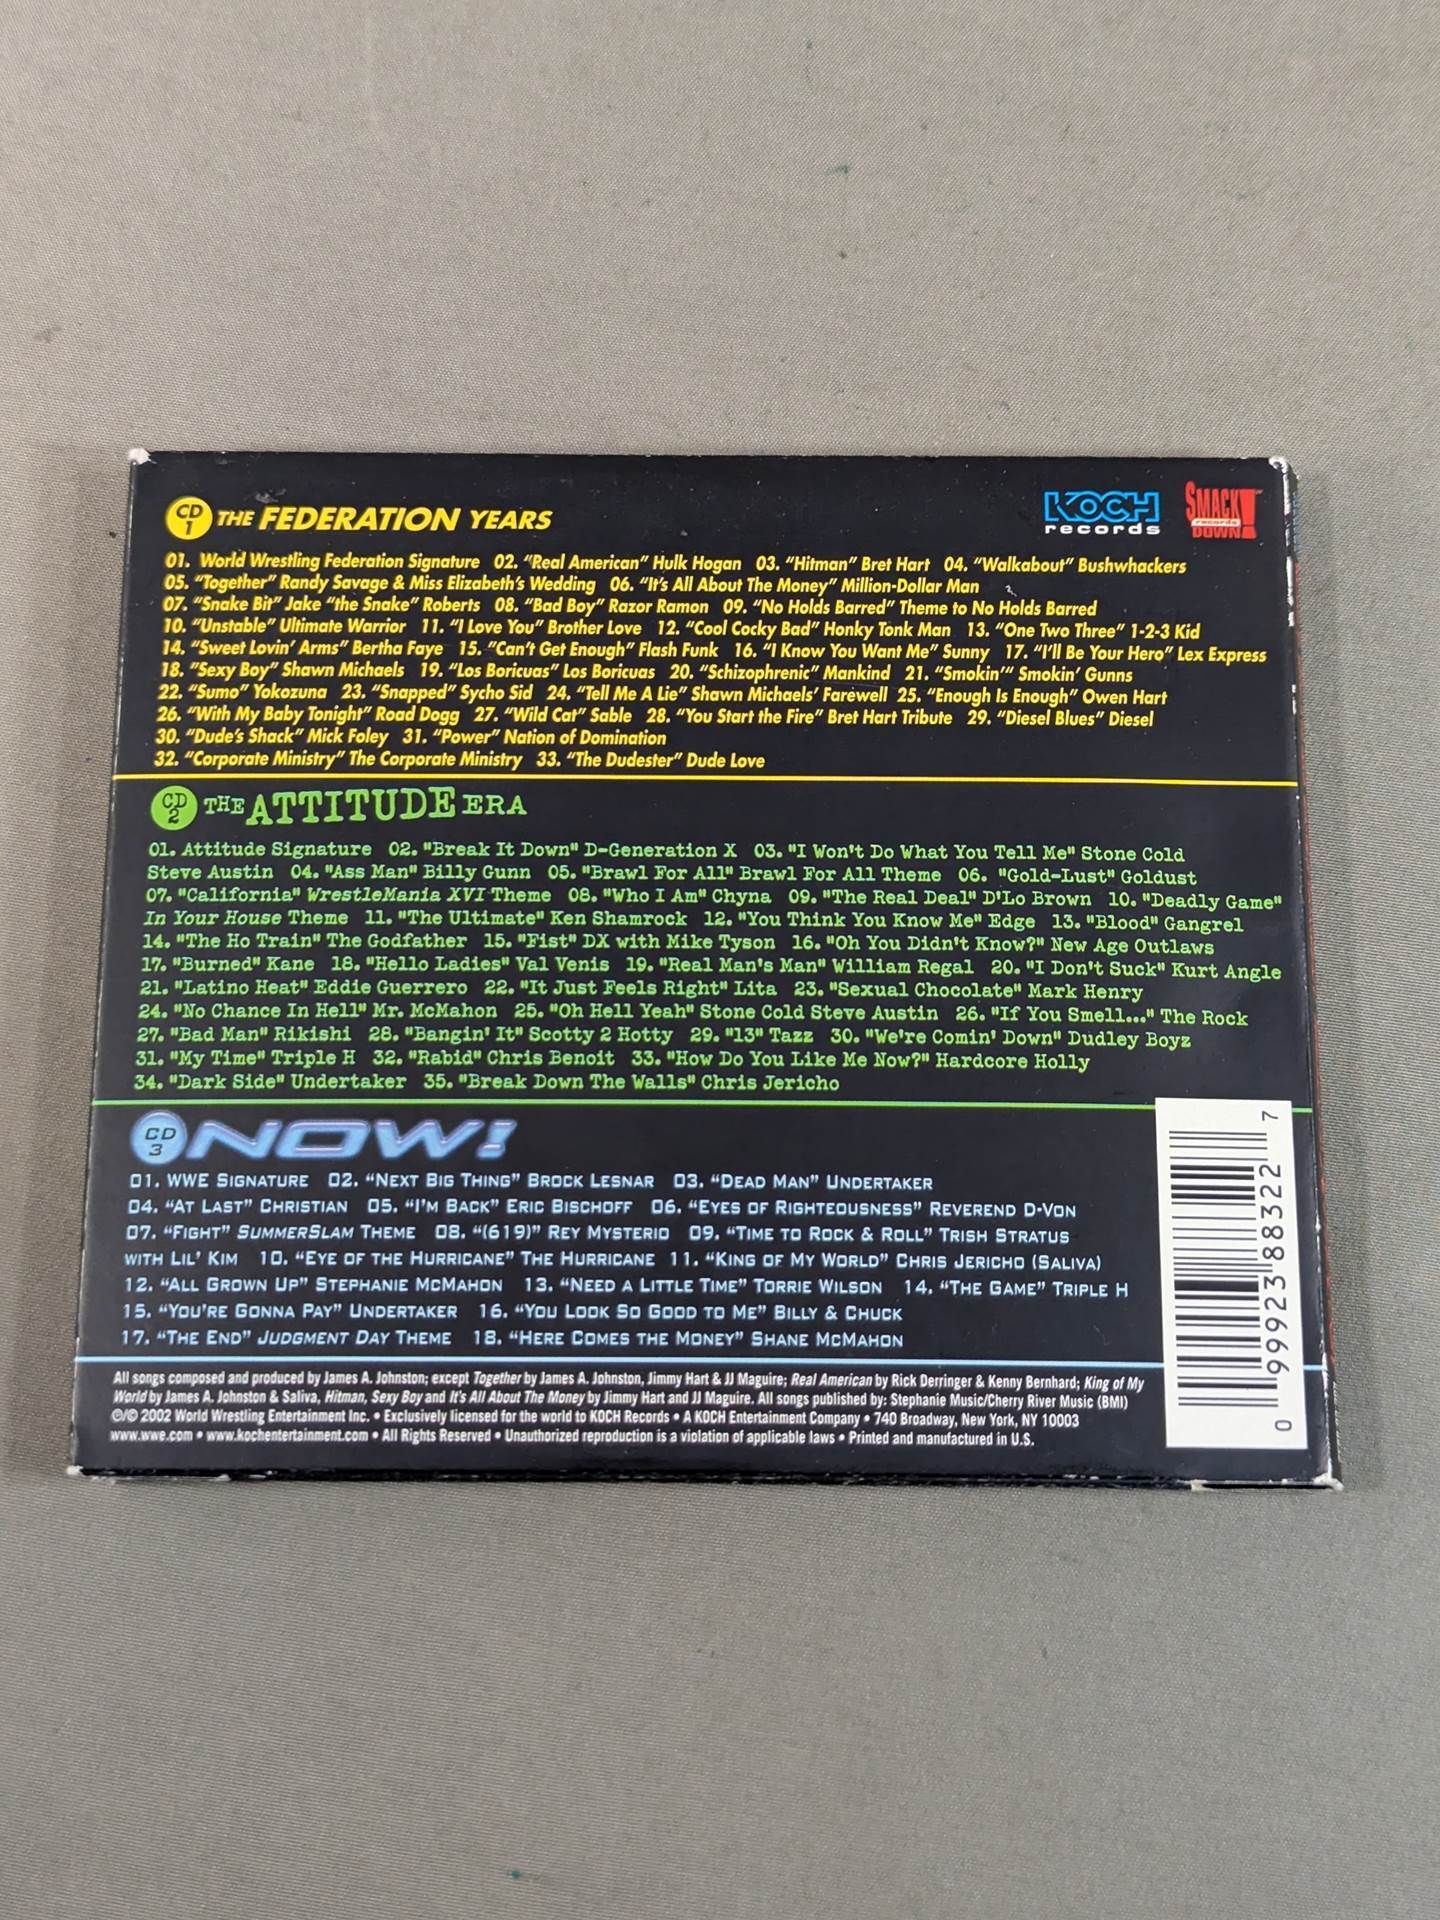 CD 1 THE FEDERATION YEARS
KOCH records
SMACK DOWN! records
01. World Wrestling Federation Signature 02. "Real American" Hulk Hogan 03. "Hitman" Bret Hart 04. "Walkabout" Bushwhackers
05. "Together" Randy Savage & Miss Elizabeth's Wedding 06. "It's All About The Money" Million-Dollar Man
07. "Snake Bit" Jake "the Snake" Roberts 08. "Bad Boy" Razor Ramon 09. "No Holds Barred" Theme to No Holds Barred
10. "Unstable" Ultimate Warrior 11. "I Love You" Brother Love 12. "Cool Cocky Bad" Honky Tonk Man 13. "One Two Three" 1-2-3 Kid
14. "Sweet Lovin' Arms" Bertha Faye 15. "Can't Get Enough" Flash Funk 16. "I Know You Want Me" Sunny 17. "I'll Be Your Hero" Lex Express
18. "Sexy Boy" Shawn Michaels 19. "Los Boricuas" Los Boricuas 20. "Schizophrenic" Mankind 21. "Smokin'" Smokin' Gunns
22. "Sumo" Yokozuna 23. "Snapped" Sycho Sid 24. "Tell Me A Lie" Shawn Michaels' Farewell 25. "Enough Is Enough" Owen Hart
26. "With My Baby Tonight" Road Dogg 27. "Wild Cat" Sable 28. "You Start the Fire" Bret Hart Tribute 29. "Diesel Blues" Diesel
30. "Dude's Shack" Mick Foley 31. "Power" Nation of Domination
32. "Corporate Ministry" The Corporate Ministry 33. "The Dudester" Dude Love
CD 2 THE ATTITUDE ERA
01. Attitude Signature 02. "Break It Down" D-Generation X 03. "I Won't Do What You Tell Me" Stone Cold
Steve Austin 04. "Ass Man" Billy Gunn 05. "Brawl For All" Brawl For All Theme 06. "Gold-Lust" Goldust
07. "California" WrestleMania XVI Theme 08. "Who I Am" Chyna 09. "The Real Deal" D'Lo Brown 10. "Deadly Game"
In Your House Theme 11. "The Ultimate" Ken Shamrock 12. "You Think You Know Me" Edge 13. "Blood" Gangrel
14. "The Ho Train" The Godfather 15. "Fist" DX with Mike Tyson 16. "Oh You Didn't Know?" New Age Outlaws
17. "Burned" Kane 18. "Hello Ladies" Val Venis 19. "Real Man's Man" William Regal 20. "I Don't Suck" Kurt Angle
21. "Latino Heat" Eddie Guerrero 22. "It Just Feels Right" Lita 23. "Sexual Chocolate" Mark Henry
24. "No Chance In Hell" Mr. McMahon 25. "Oh Hell Yeah" Stone Cold Steve Austin 26. "If You Smell..." The Rock
27. "Bad Man" Rikishi 28. "Bangin' It" Scotty 2 Hotty 29. "13" Tazz 30. "We're Comin' Down" Dudley Boyz
31. "My Time" Triple H 32. "Rabid" Chris Benoit 33. "How Do You Like Me Now?" Hardcore Holly
34. "Dark Side" Undertaker 35. "Break Down The Walls" Chris Jericho
CD 3 NOW!
01. WWE Signature 02. "Next Big Thing" Brock Lesnar 03. "Dead Man" Undertaker
04. "At Last" Christian 05. "I'm Back" Eric Bischoff 06. "Eyes of Righteousness" Reverend D-Von
07. "Fight" SummerSlam Theme 08. "(619)" Rey Mysterio 09. "Time to Rock & Roll" Trish Stratus
with Lil' Kim 10. "Eye of the Hurricane" The Hurricane 11. "King of My World" Chris Jericho (Saliva)
12. "All Grown Up" Stephanie McMahon 13. "Need a Little Time" Torrie Wilson 14. "The Game" Triple H
15. "You're Gonna Pay" Undertaker 16. "You Look So Good to Me" Billy & Chuck
17. "The End" Judgment Day Theme 18. "Here Comes the Money" Shane McMahon
All songs composed and produced by James A. Johnston; except Together by James A. Johnston, Jimmy Hart & JJ Maguire; Real American by Rick Derringer & Kenny Bernhard; King of My
World by James A. Johnston & Saliva, Hitman, Sexy Boy and It's All About The Money by Jimmy Hart and JJ Maguire. All songs published by: Stephanie Music/Cherry River Music (BMI)
℗/© 2002 World Wrestling Entertainment Inc. • Exclusively licensed for the world to KOCH Records • A KOCH Entertainment Company • 740 Broadway, New York, NY 10003
www.wwe.com • www.kochentertainment.com • All Rights Reserved • Unauthorized reproduction is a violation of applicable laws • Printed and manufactured in U.S.
0 99923 88322 7